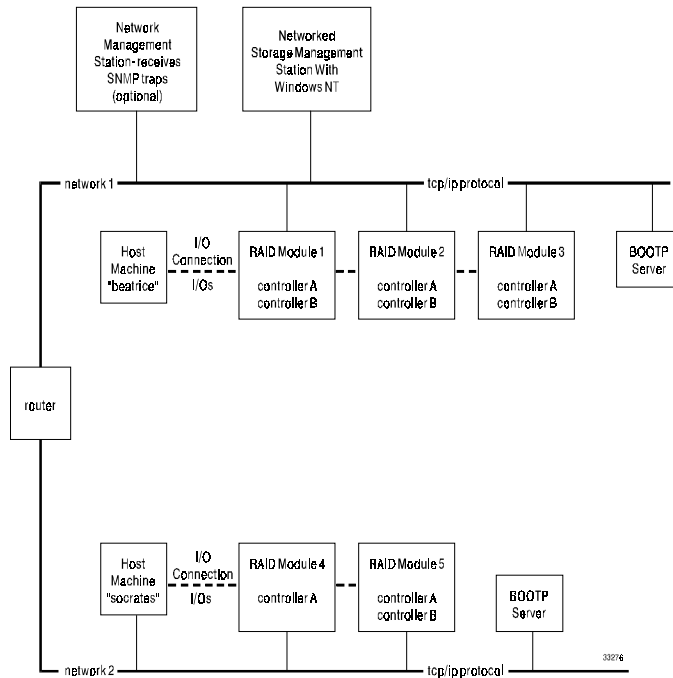 Network
Management
Station-receives
SNMP traps
(optional)
Networked
Storage Management
Station With
Windows NT
network 1
tcp/ip protocol
Host
Machine
"beatrice"
I/O
Connection
I/Os
RAID Module 1
controller A
controller B
RAID Module 2
controller A
controller B
RAID Module 3
controller A
controller B
BOOTP
Server
router
Host
Machine
"socrates"
I/O
Connection
I/Os
RAID Module 4
controller A
RAID Module 5
controller A
controller B
BOOTP
Server
33276
network 2
tcp/ip protocol